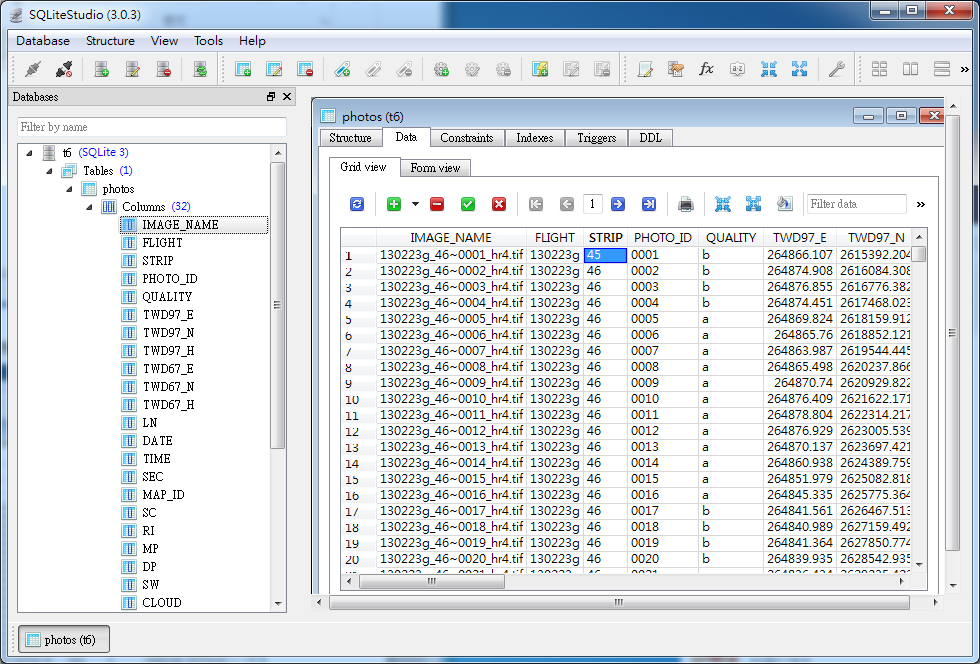 SQLiteStudio (3.0.3)
Database Structure View Tools Help
Databases
Filter by name
t6 (SQLite 3)
Tables (1)
photos
Columns (32)
IMAGE_NAME
FLIGHT
STRIP
PHOTO_ID
QUALITY
TWD97_E
TWD97_N
TWD97_H
TWD67_E
TWD67_N
TWD67_H
LN
DATE
TIME
SEC
MAP_ID
SC
RI
MP
DP
SW
CLOUD
photos (t6)
Structure Data Constraints Indexes Triggers DDL
Grid view Form view
1 Filter data »
IMAGE_NAME FLIGHT STRIP PHOTO_ID QUALITY TWD97_E TWD97_N
1 130223g_46~0001_hr4.tif 130223g 45 0001 b 264866.107 2615392.204
2 130223g_46~0002_hr4.tif 130223g 46 0002 b 264874.908 2616084.308
3 130223g_46~0003_hr4.tif 130223g 46 0003 b 264876.855 2616776.382
4 130223g_46~0004_hr4.tif 130223g 46 0004 b 264874.451 2617468.023
5 130223g_46~0005_hr4.tif 130223g 46 0005 a 264869.824 2618159.912
6 130223g_46~0006_hr4.tif 130223g 46 0006 a 264865.76 2618852.121
7 130223g_46~0007_hr4.tif 130223g 46 0007 a 264863.987 2619544.445
8 130223g_46~0008_hr4.tif 130223g 46 0008 a 264865.498 2620237.866
9 130223g_46~0009_hr4.tif 130223g 46 0009 a 264870.74 2620929.822
10 130223g_46~0010_hr4.tif 130223g 46 0010 a 264876.409 2621622.171
11 130223g_46~0011_hr4.tif 130223g 46 0011 a 264878.804 2622314.217
12 130223g_46~0012_hr4.tif 130223g 46 0012 a 264876.929 2623005.539
13 130223g_46~0013_hr4.tif 130223g 46 0013 a 264870.137 2623697.421
14 130223g_46~0014_hr4.tif 130223g 46 0014 a 264860.938 2624389.759
15 130223g_46~0015_hr4.tif 130223g 46 0015 a 264851.979 2625082.818
16 130223g_46~0016_hr4.tif 130223g 46 0016 a 264845.335 2625775.364
17 130223g_46~0017_hr4.tif 130223g 46 0017 b 264841.561 2626467.513
18 130223g_46~0018_hr4.tif 130223g 46 0018 b 264840.989 2627159.492
19 130223g_46~0019_hr4.tif 130223g 46 0019 b 264841.364 2627850.774
20 130223g_46~0020_hr4.tif 130223g 46 0020 b 264839.935 2628542.935
photos (t6)